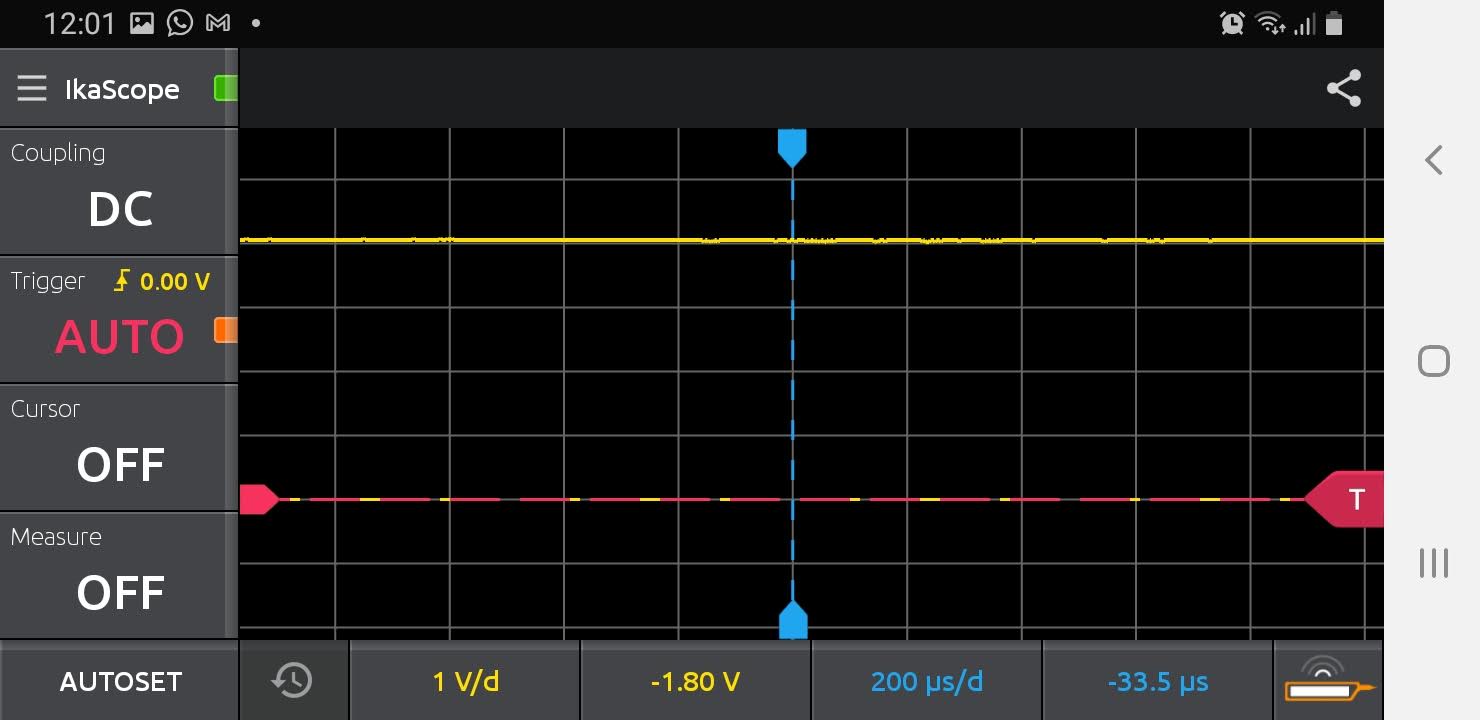 12:01
IkaScope
Coupling
DC
Trigger 0.00 V
AUTO
Cursor
OFF
Measure
OFF
T
AUTOSET 1 V/d -1.80 V 200 µs/d -33.5 µs